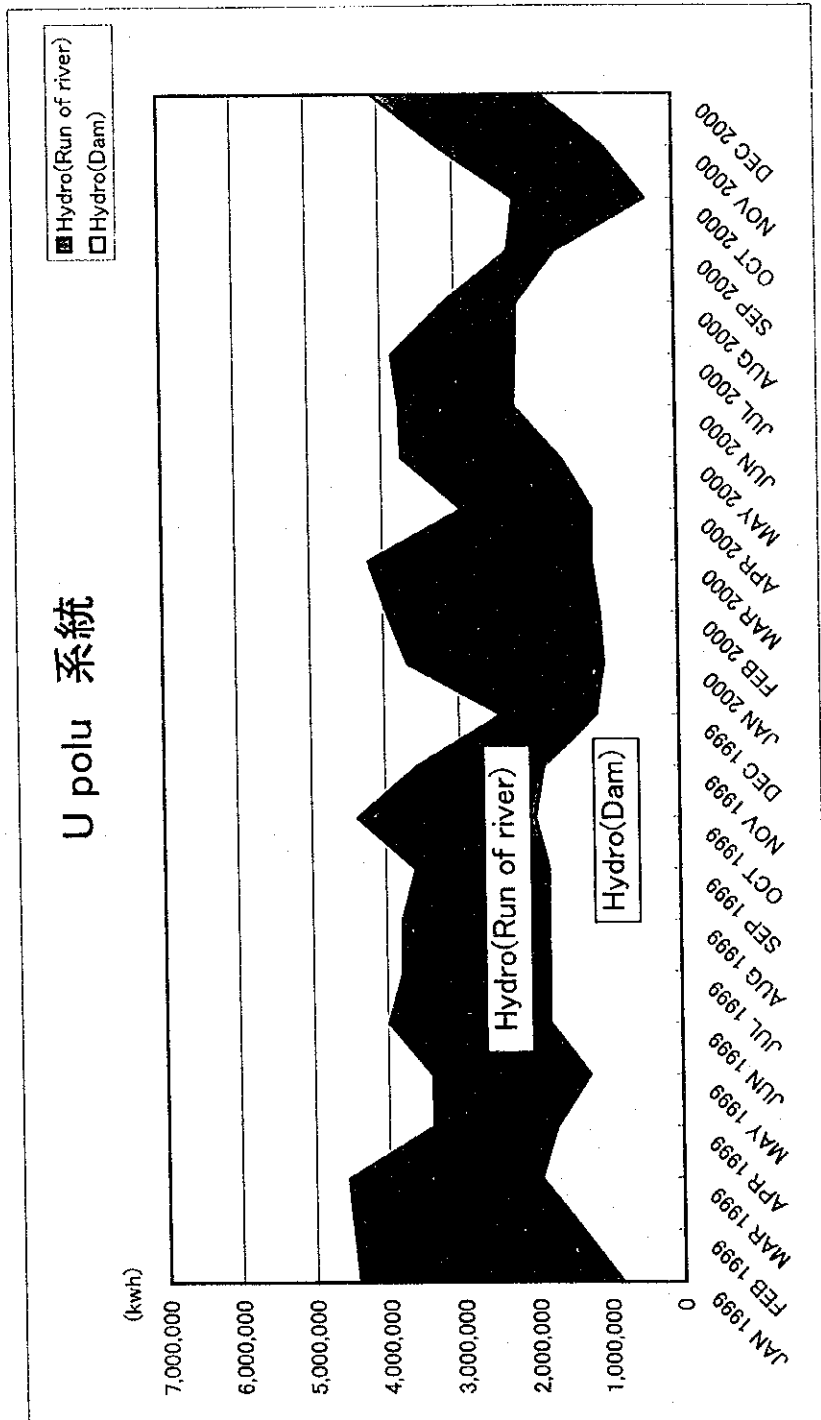 U polu 系統
Hydro(Run of river)
Hydro(Dam)
(kwh)
7,000,000
6,000,000
5,000,000
4,000,000
3,000,000
2,000,000
1,000,000
0
Hydro(Run of river)
Hydro(Dam)
JAN 1999
FEB 1999
MAR 1999
APR 1999
MAY 1999
JUN 1999
JUL 1999
AUG 1999
SEP 1999
OCT 1999
NOV 1999
DEC 1999
JAN 2000
FEB 2000
MAR 2000
APR 2000
MAY 2000
JUN 2000
JUL 2000
AUG 2000
SEP 2000
OCT 2000
NOV 2000
DEC 2000